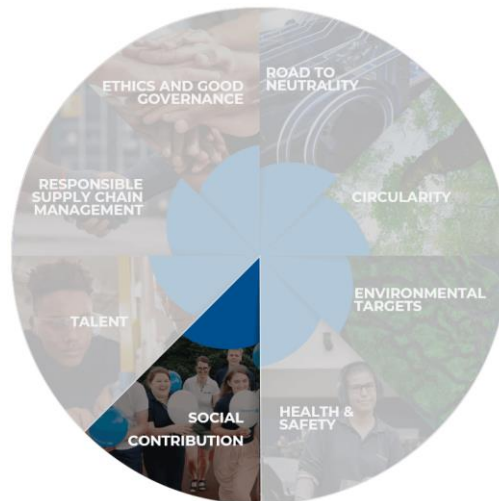 ETHICS AND GOOD
GOVERNANCE
ROAD TO
NEUTRALITY
RESPONSIBLE
SUPPLY CHAIN
MANAGEMENT
CIRCULARITY
TALENT
ENVIRONMENTAL
TARGETS
SOCIAL
CONTRIBUTION
HEALTH &
SAFETY